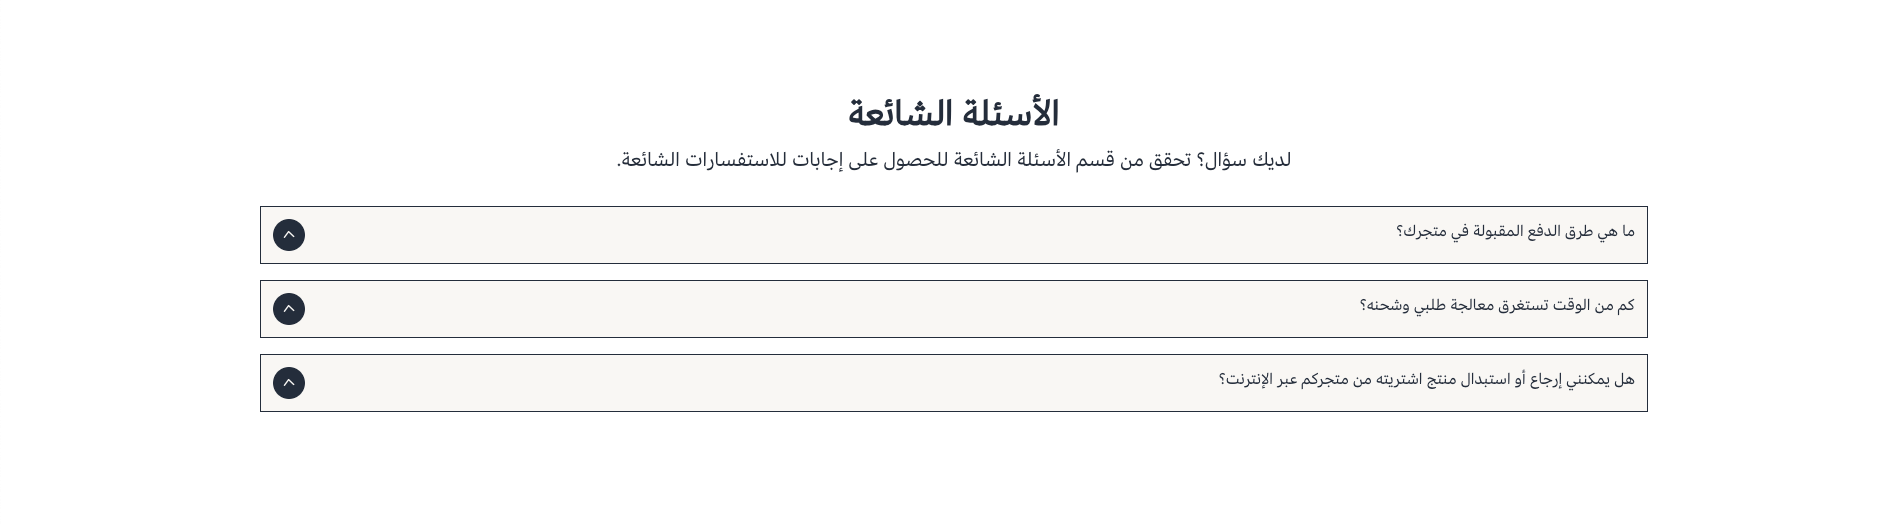 الأسئلة الشائعة
لديك سؤال؟ تحقق من قسم الأسئلة الشائعة للحصول على إجابات للاستفسارات الشائعة.
ما هي طرق الدفع المقبولة في متجرك؟
كم من الوقت تستغرق معالجة طلبي وشحنه؟
هل يمكنني إرجاع أو استبدال منتج اشتريته من متجركم عبر الإنترنت؟